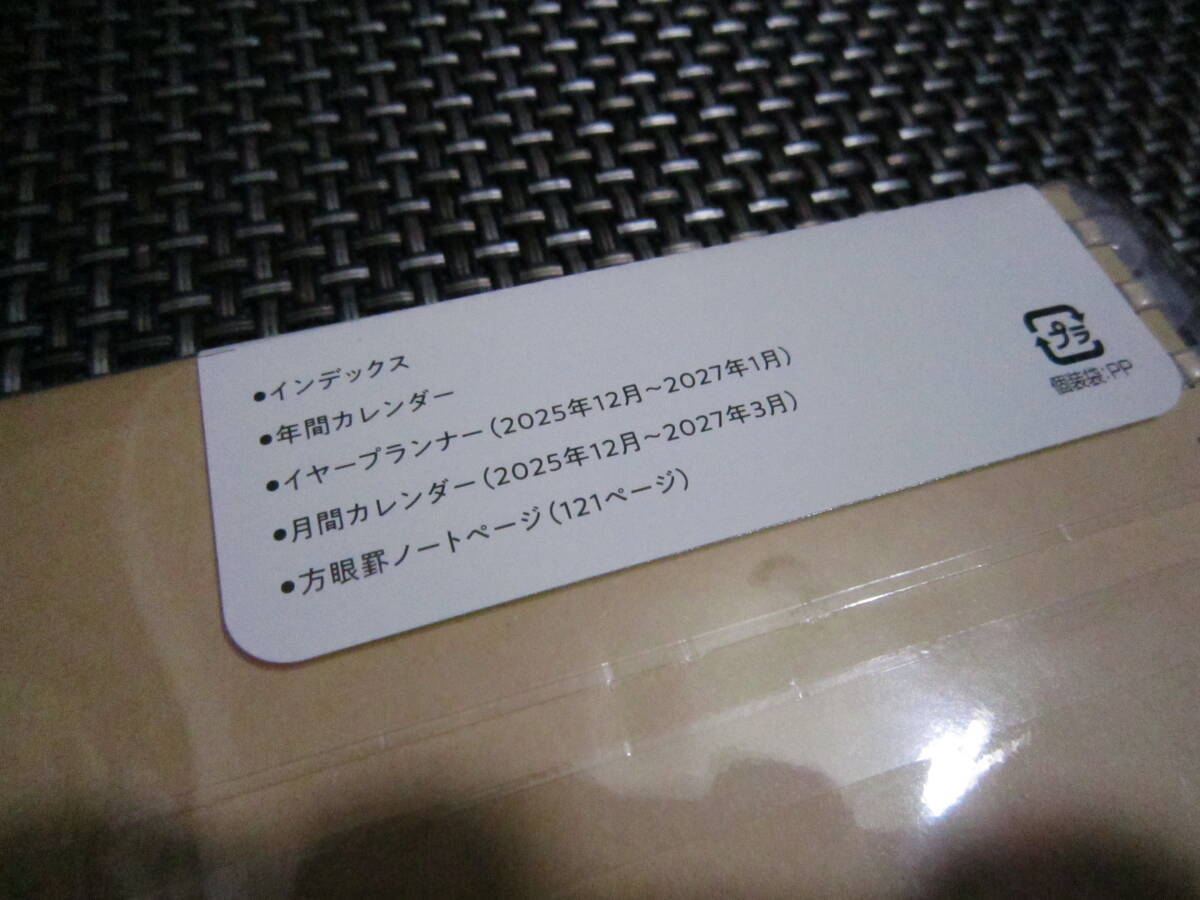 ●インデックス
●年間カレンダー
●イヤープランナー(2025年12月～2027年1月)
●月間カレンダー(2025年12月～2027年3月)
●方眼罫ノートページ(121ページ)
プラ
個装袋:PP